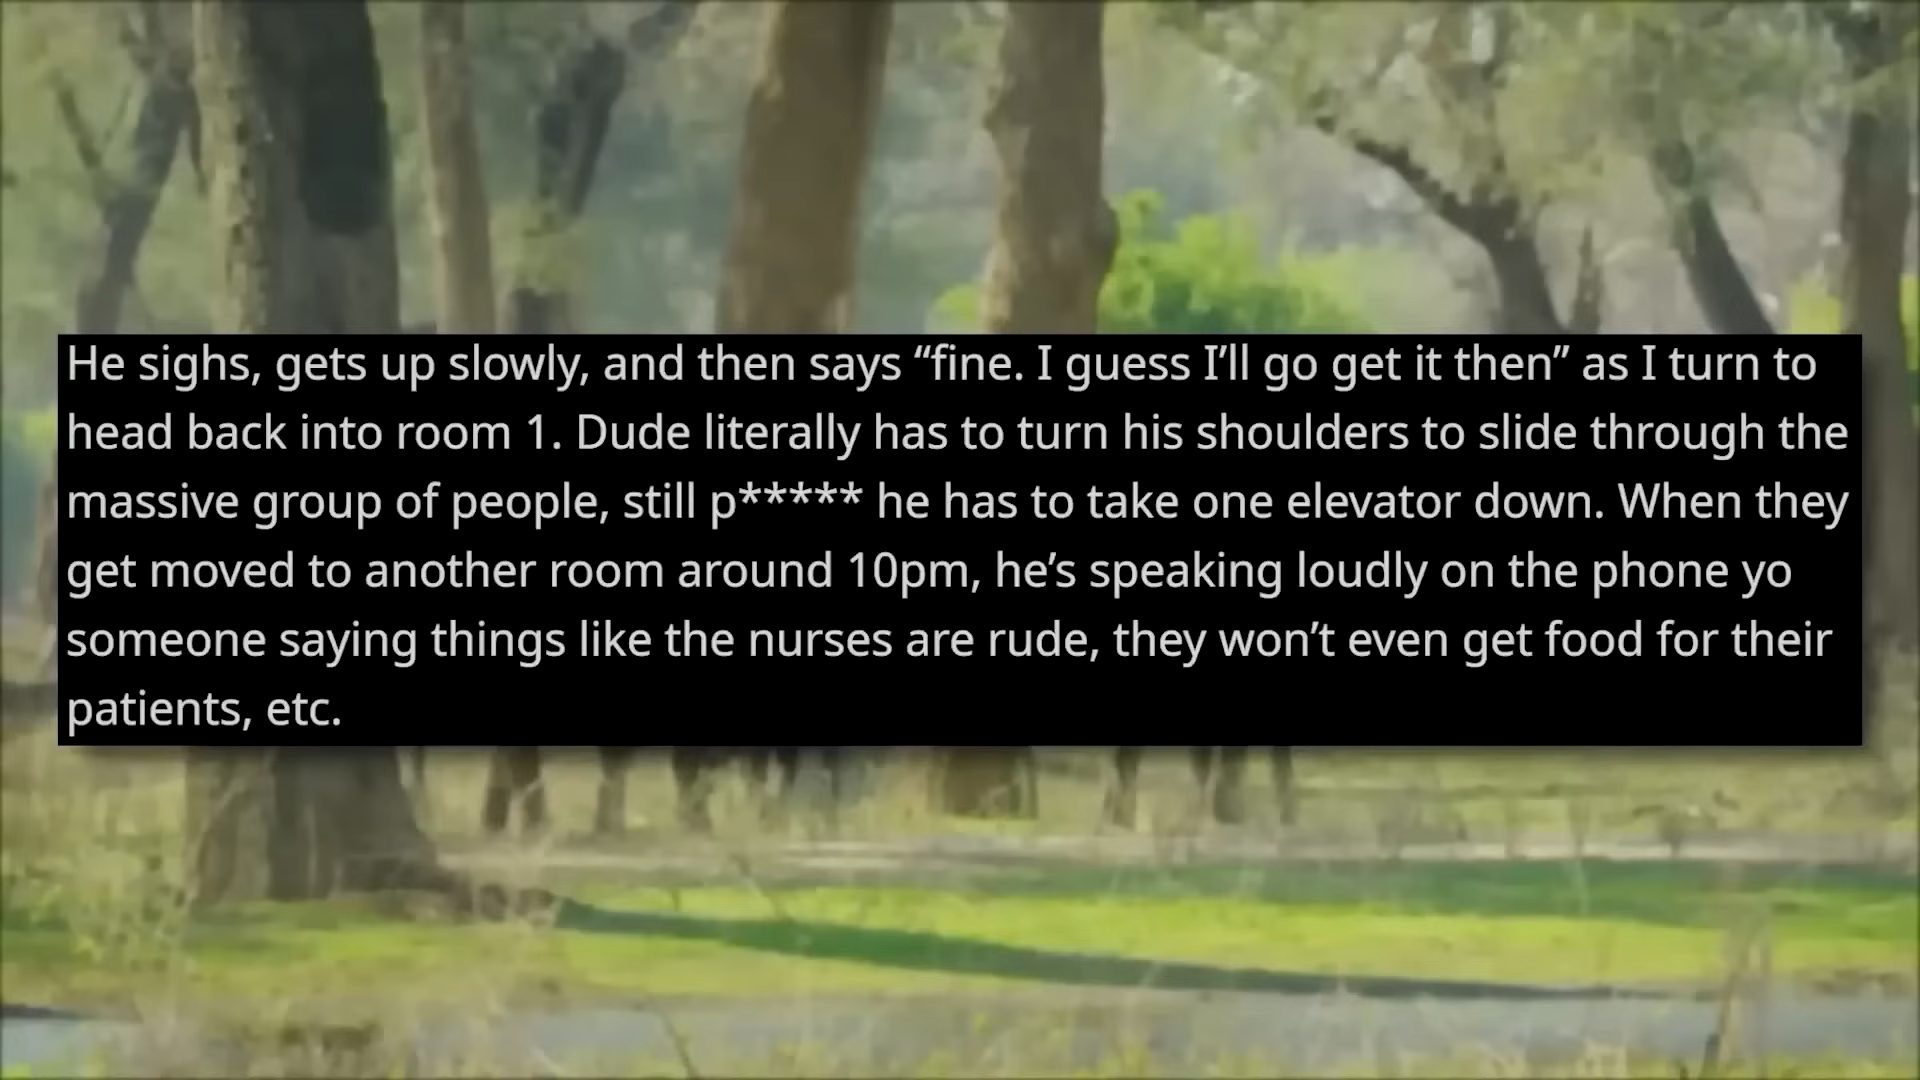 He sighs, gets up slowly, and then says “fine. I guess I’ll go get it then” as I turn to
head back into room 1. Dude literally has to turn his shoulders to slide through the
massive group of people, still p***** he has to take one elevator down. When they
get moved to another room around 10pm, he’s speaking loudly on the phone yo
someone saying things like the nurses are rude, they won’t even get food for their
patients, etc.